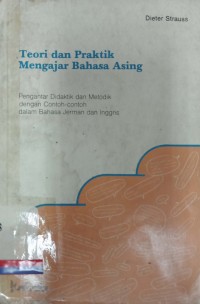 Dieter Strauss
Teori dan Praktik
Mengajar Bahasa Asing
Pengantar Didaktik dan Metodik
dengan Contoh-contoh
dalam Bahasa Jerman dan Inggris